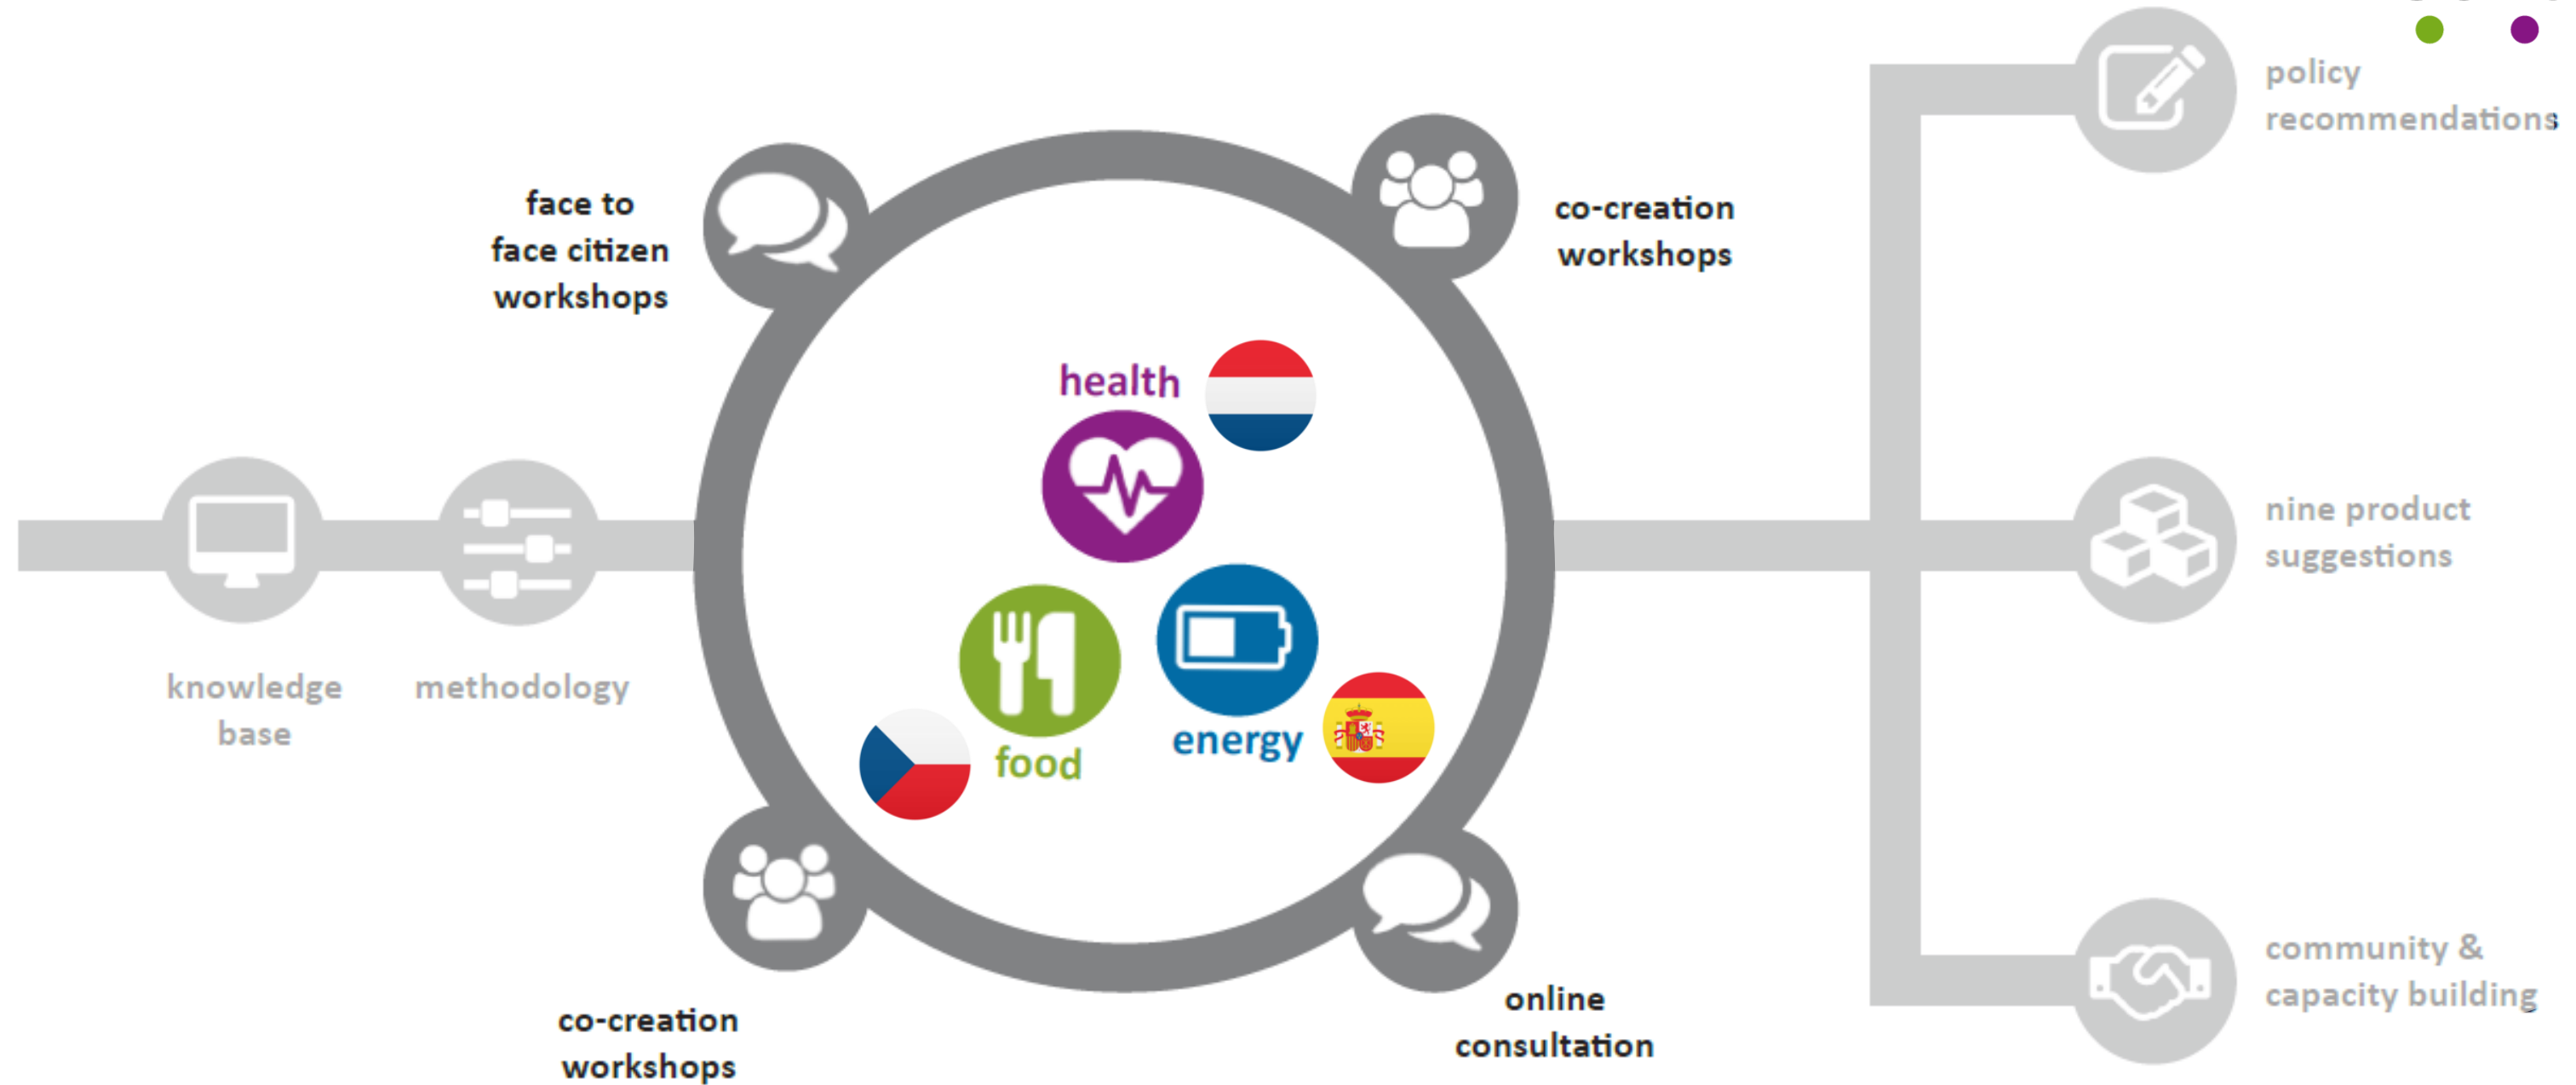 knowledge
base
methodology
face to
face citizen
workshops
co-creation
workshops
health
food
energy
co-creation
workshops
online
consultation
policy
recommendations
nine product
suggestions
community &
capacity building